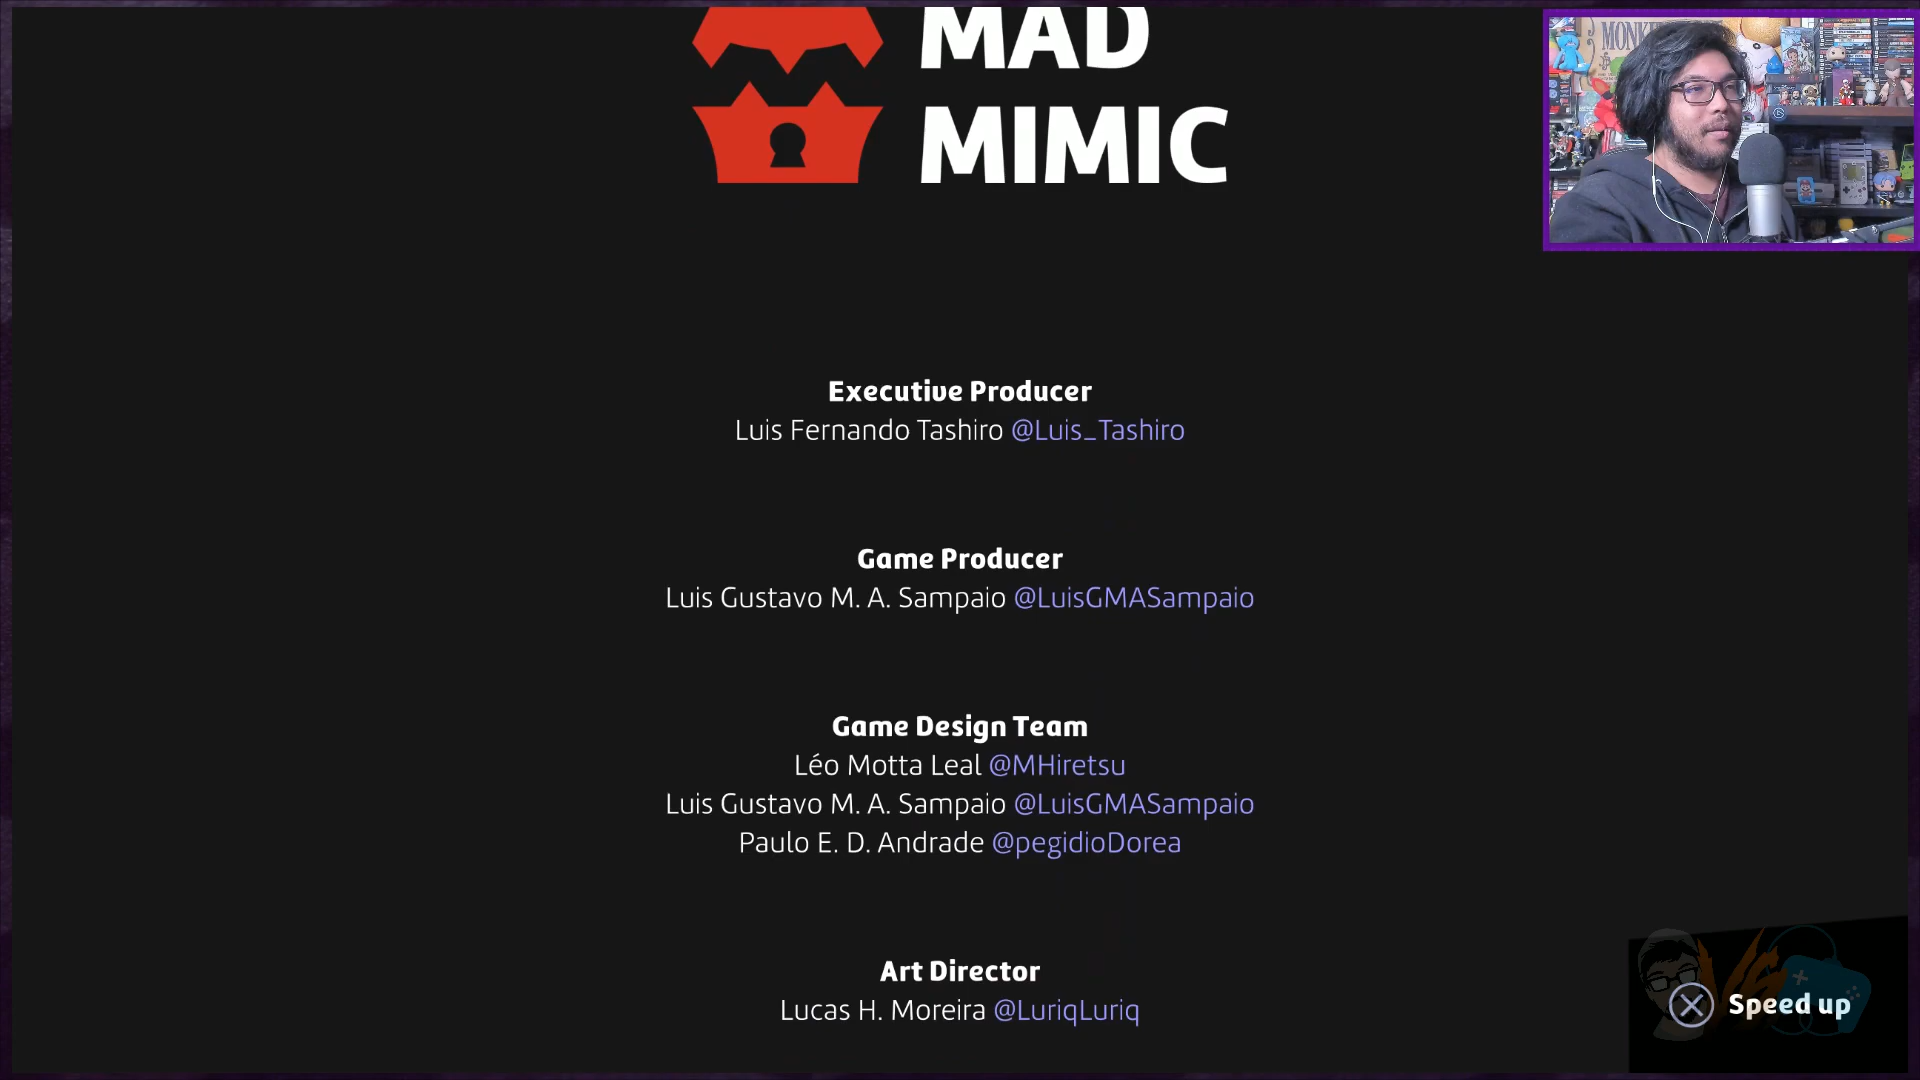 MAD
MIMIC
Executive Producer
Luis Fernando Tashiro @Luis_Tashiro
Game Producer
Luis Gustavo M. A. Sampaio @LuisGMASampaio
Game Design Team
Léo Motta Leal @MHiretsu
Luis Gustavo M. A. Sampaio @LuisGMASampaio
Paulo E. D. Andrade @pegidioDorea
Art Director
Lucas H. Moreira @LuriqLuriq
VS
Speed up